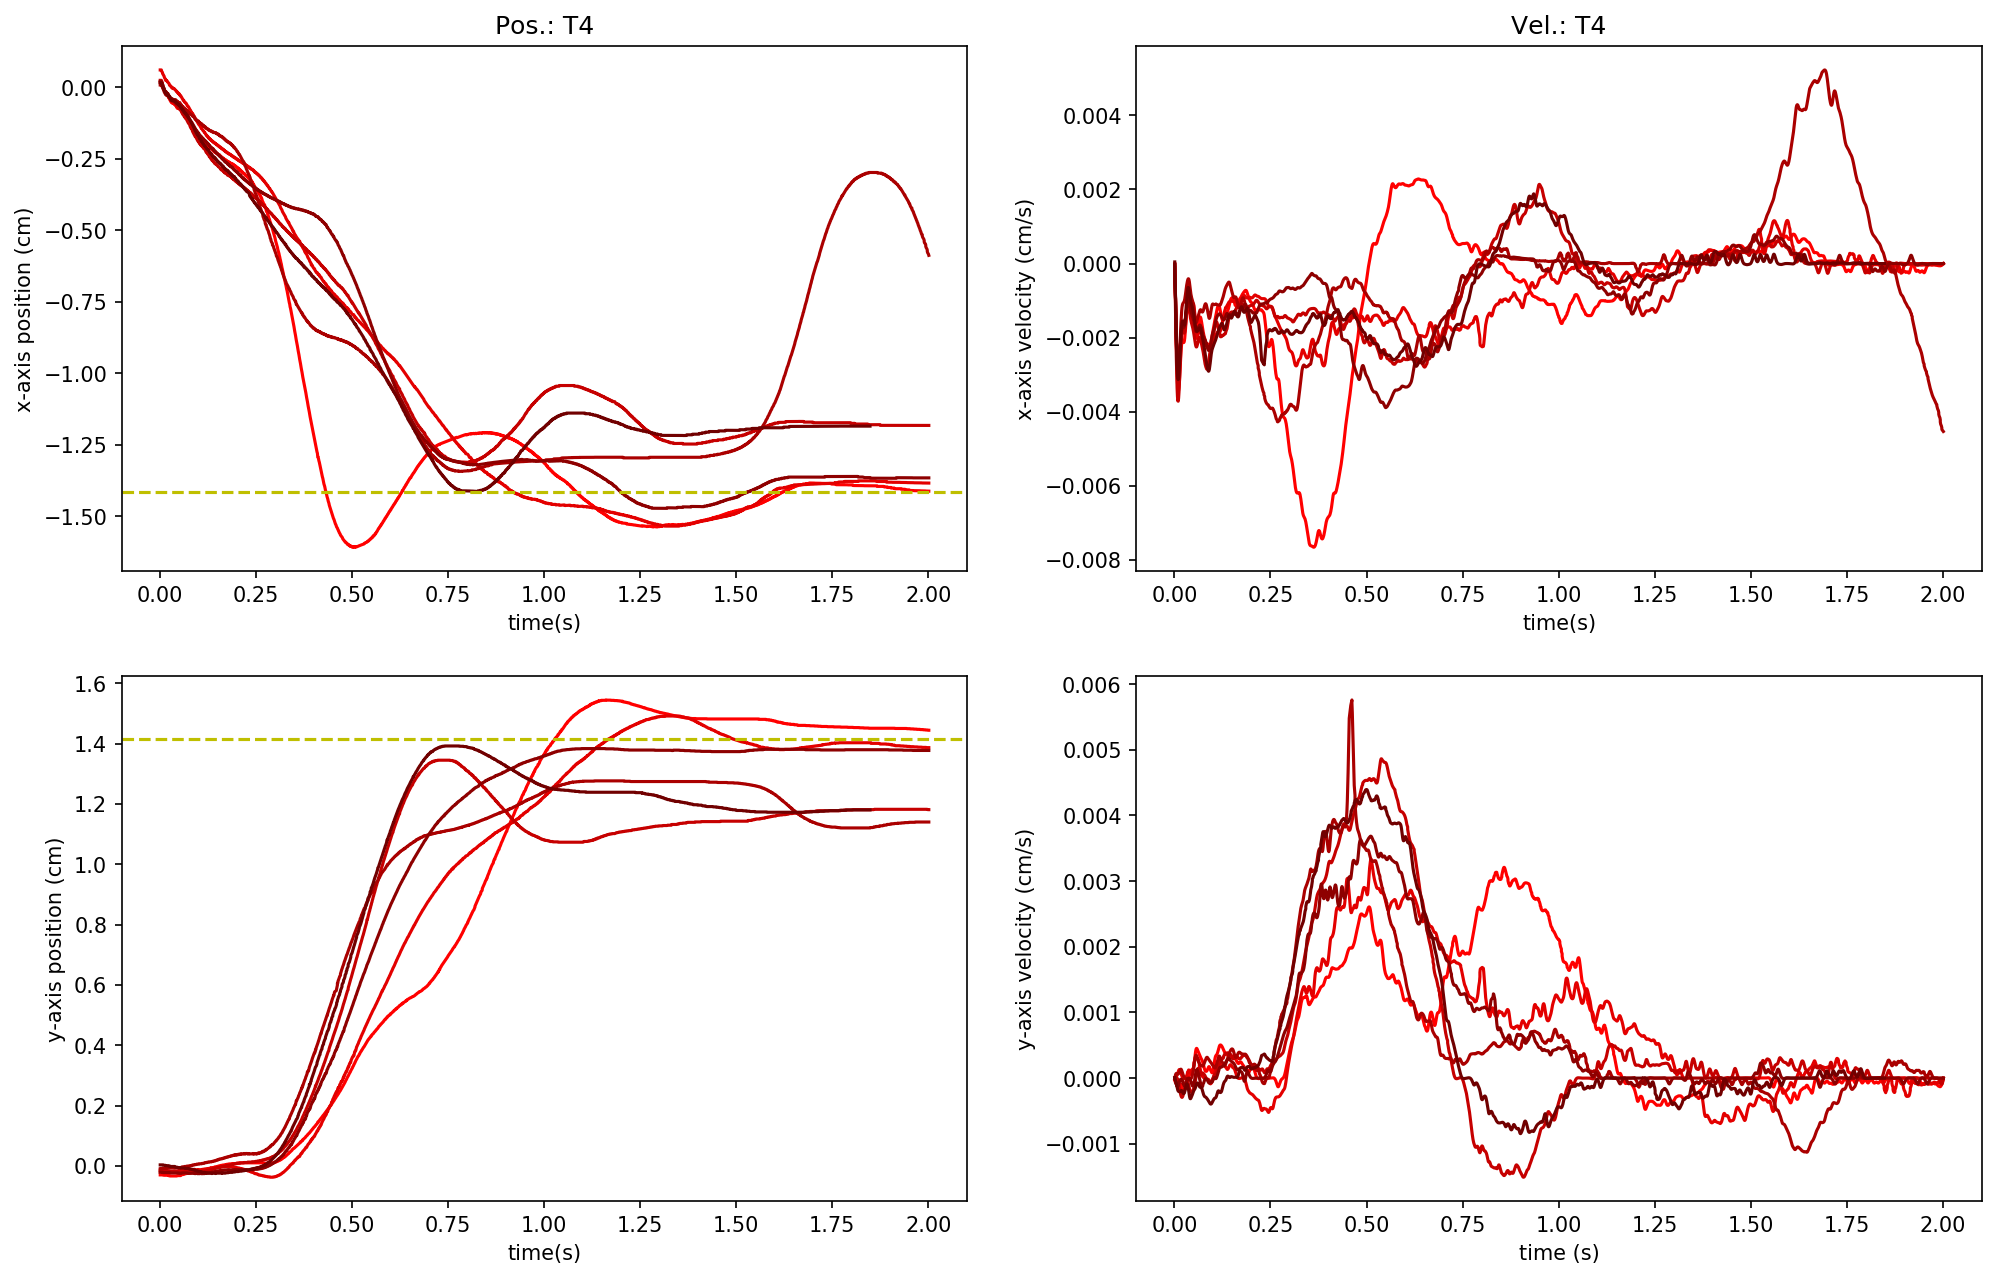 Pos.: T4
Vel.: T4
0.00
−0.25
−0.50
−0.75
−1.00
−1.25
−1.50
x-axis position (cm)
0.00 0.25 0.50 0.75 1.00 1.25 1.50 1.75 2.00
time(s)
0.004
0.002
0.000
−0.002
−0.004
−0.006
−0.008
x-axis velocity (cm/s)
0.00 0.25 0.50 0.75 1.00 1.25 1.50 1.75 2.00
time(s)
1.6
1.4
1.2
1.0
0.8
0.6
0.4
0.2
0.0
y-axis position (cm)
0.00 0.25 0.50 0.75 1.00 1.25 1.50 1.75 2.00
time(s)
0.006
0.005
0.004
0.003
0.002
0.001
0.000
−0.001
y-axis velocity (cm/s)
0.00 0.25 0.50 0.75 1.00 1.25 1.50 1.75 2.00
time (s)